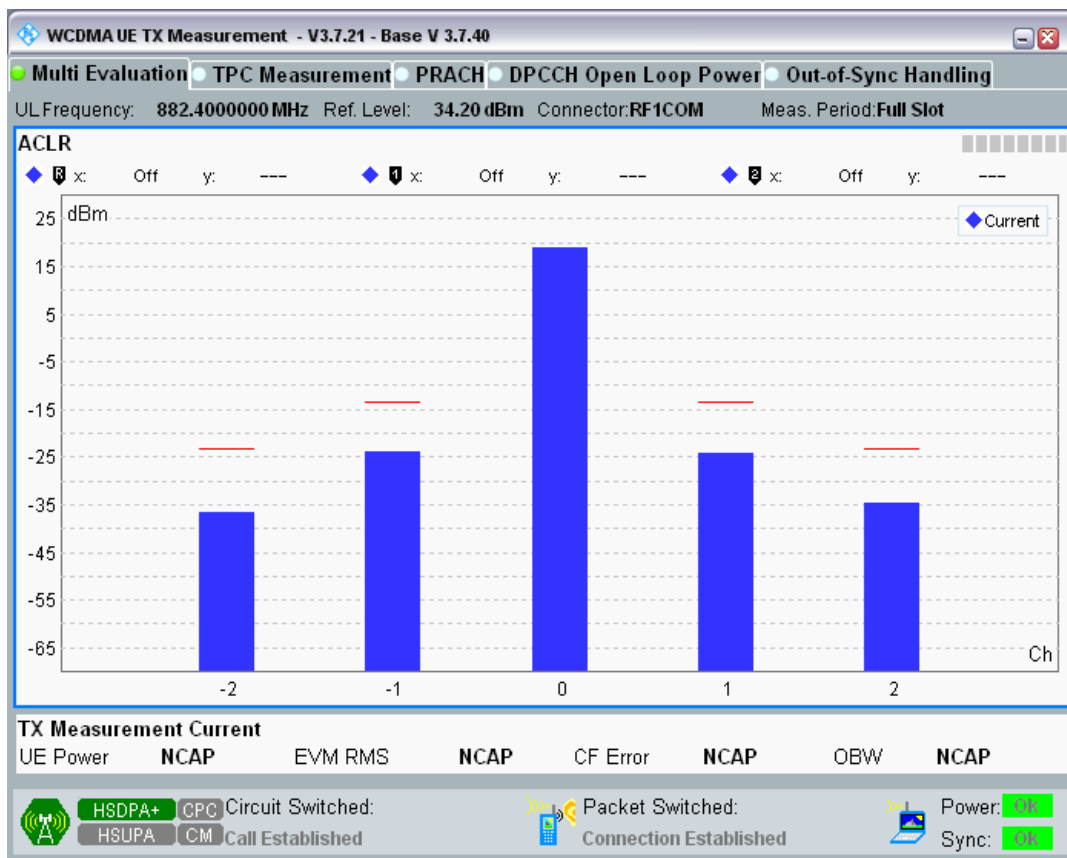 WCDMA UE TX Measurement - V3.7.21 - Base V 3.7.40
Multi Evaluation TPC Measurement PRACH DPCCH Open Loop Power Out-of-Sync Handling
UL Frequency: 882.4000000 MHz Ref. Level: 34.20 dBm Connector:RF1COM Meas. Period:Full Slot
ACLR
R x: Off y: --- 1 x: Off y: --- 2 x: Off y: ---
dBm
Current
25
15
5
-5
-15
-25
-35
-45
-55
-65
Ch
-2 -1 0 1 2
TX Measurement Current
UE Power NCAP EVM RMS NCAP CF Error NCAP OBW NCAP
HSDPA+ CPC Circuit Switched: Packet Switched: Power: Ok
HSUPA CM Call Established Connection Established Sync: Ok